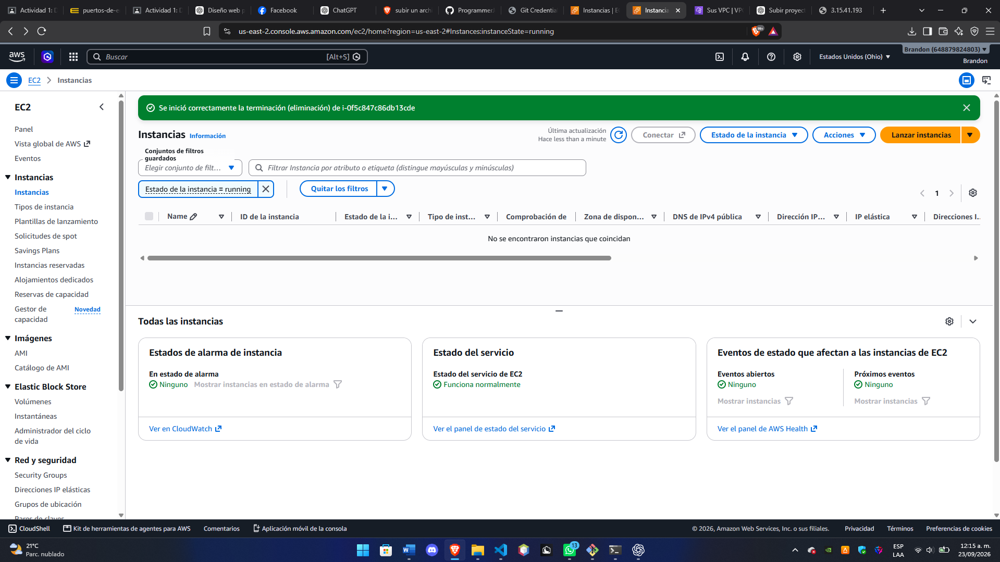 Actividad 1: D
puertos-de-e
Actividad 1: D
Diseño web p
Facebook
ChatGPT
subir un archi
ProgrammerJ
Git Credentia
Instancias | E
Instancia
Sus VPC | VP
Subir proyect
3.15.41.193
us-east-2.console.aws.amazon.com/ec2/home?region=us-east-2#Instances:instanceState=running
99+
aws
Buscar
[Alt+S]
Estados Unidos (Ohio)
Brandon (648879824803)
Brandon
EC2
Instancias
EC2
Panel
Vista global de AWS
Eventos
Instancias
Instancias
Tipos de instancia
Plantillas de lanzamiento
Solicitudes de spot
Savings Plans
Instancias reservadas
Alojamientos dedicados
Reservas de capacidad
Gestor de
capacidad
Novedad
Imágenes
AMI
Catálogo de AMI
Elastic Block Store
Volúmenes
Instantáneas
Administrador del ciclo
de vida
Red y seguridad
Security Groups
Direcciones IP elásticas
Grupos de ubicación
Pares de claves
Se inició correctamente la terminación (eliminación) de i-0f5c847c86db13cde
Instancias Información
Última actualización
Hace less than a minute
Conectar
Estado de la instancia
Acciones
Lanzar instancias
Conjuntos de filtros
guardados
Elegir conjunto de filt...
Filtrar Instancia por atributo o etiqueta (distingue mayúsculas y minúsculas)
Estado de la instancia = running
Quitar los filtros
1
Name
ID de la instancia
Estado de la i...
Tipo de inst...
Comprobación de
Zona de dispon...
DNS de IPv4 pública
Dirección IP...
IP elástica
Direcciones I..
No se encontraron instancias que coincidan
Todas las instancias
Estados de alarma de instancia
En estado de alarma
Ninguno
Mostrar instancias en estado de alarma
Ver en CloudWatch
Estado del servicio
Estado del servicio de EC2
Funciona normalmente
Ver el panel de estado del servicio
Eventos de estado que afectan a las instancias de EC2
Eventos abiertos
Ninguno
Mostrar instancias
Próximos eventos
Ninguno
Mostrar instancias
Ver el panel de AWS Health
CloudShell
Kit de herramientas de agentes para AWS
Comentarios
Aplicación móvil de la consola
© 2026, Amazon Web Services, Inc. o sus filiales.
Privacidad
Términos
Preferencias de cookies
21°C
Parc. nublado
13
ESP
LAA
12:15 a. m.
23/09/2026